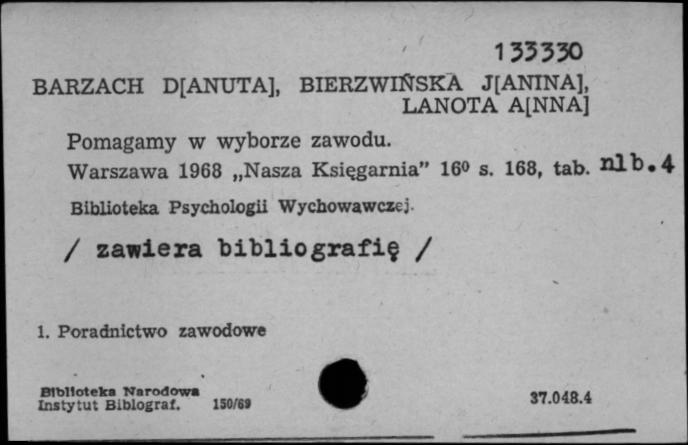 133330
BARZACH D[ANUTA], BIERZWIŃSKA J[ANINA],
LANOTA A[NNA]
Pomagamy w wyborze zawodu.
Warszawa 1968 „Nasza Księgarnia” 16⁰ s. 168, tab. nlb.4
Biblioteka Psychologii Wychowawczej.
/ zawiera bibliografię /
1. Poradnictwo zawodowe
Biblioteka Narodowa
Instytut Bibliograf. 150/69
37.048.4